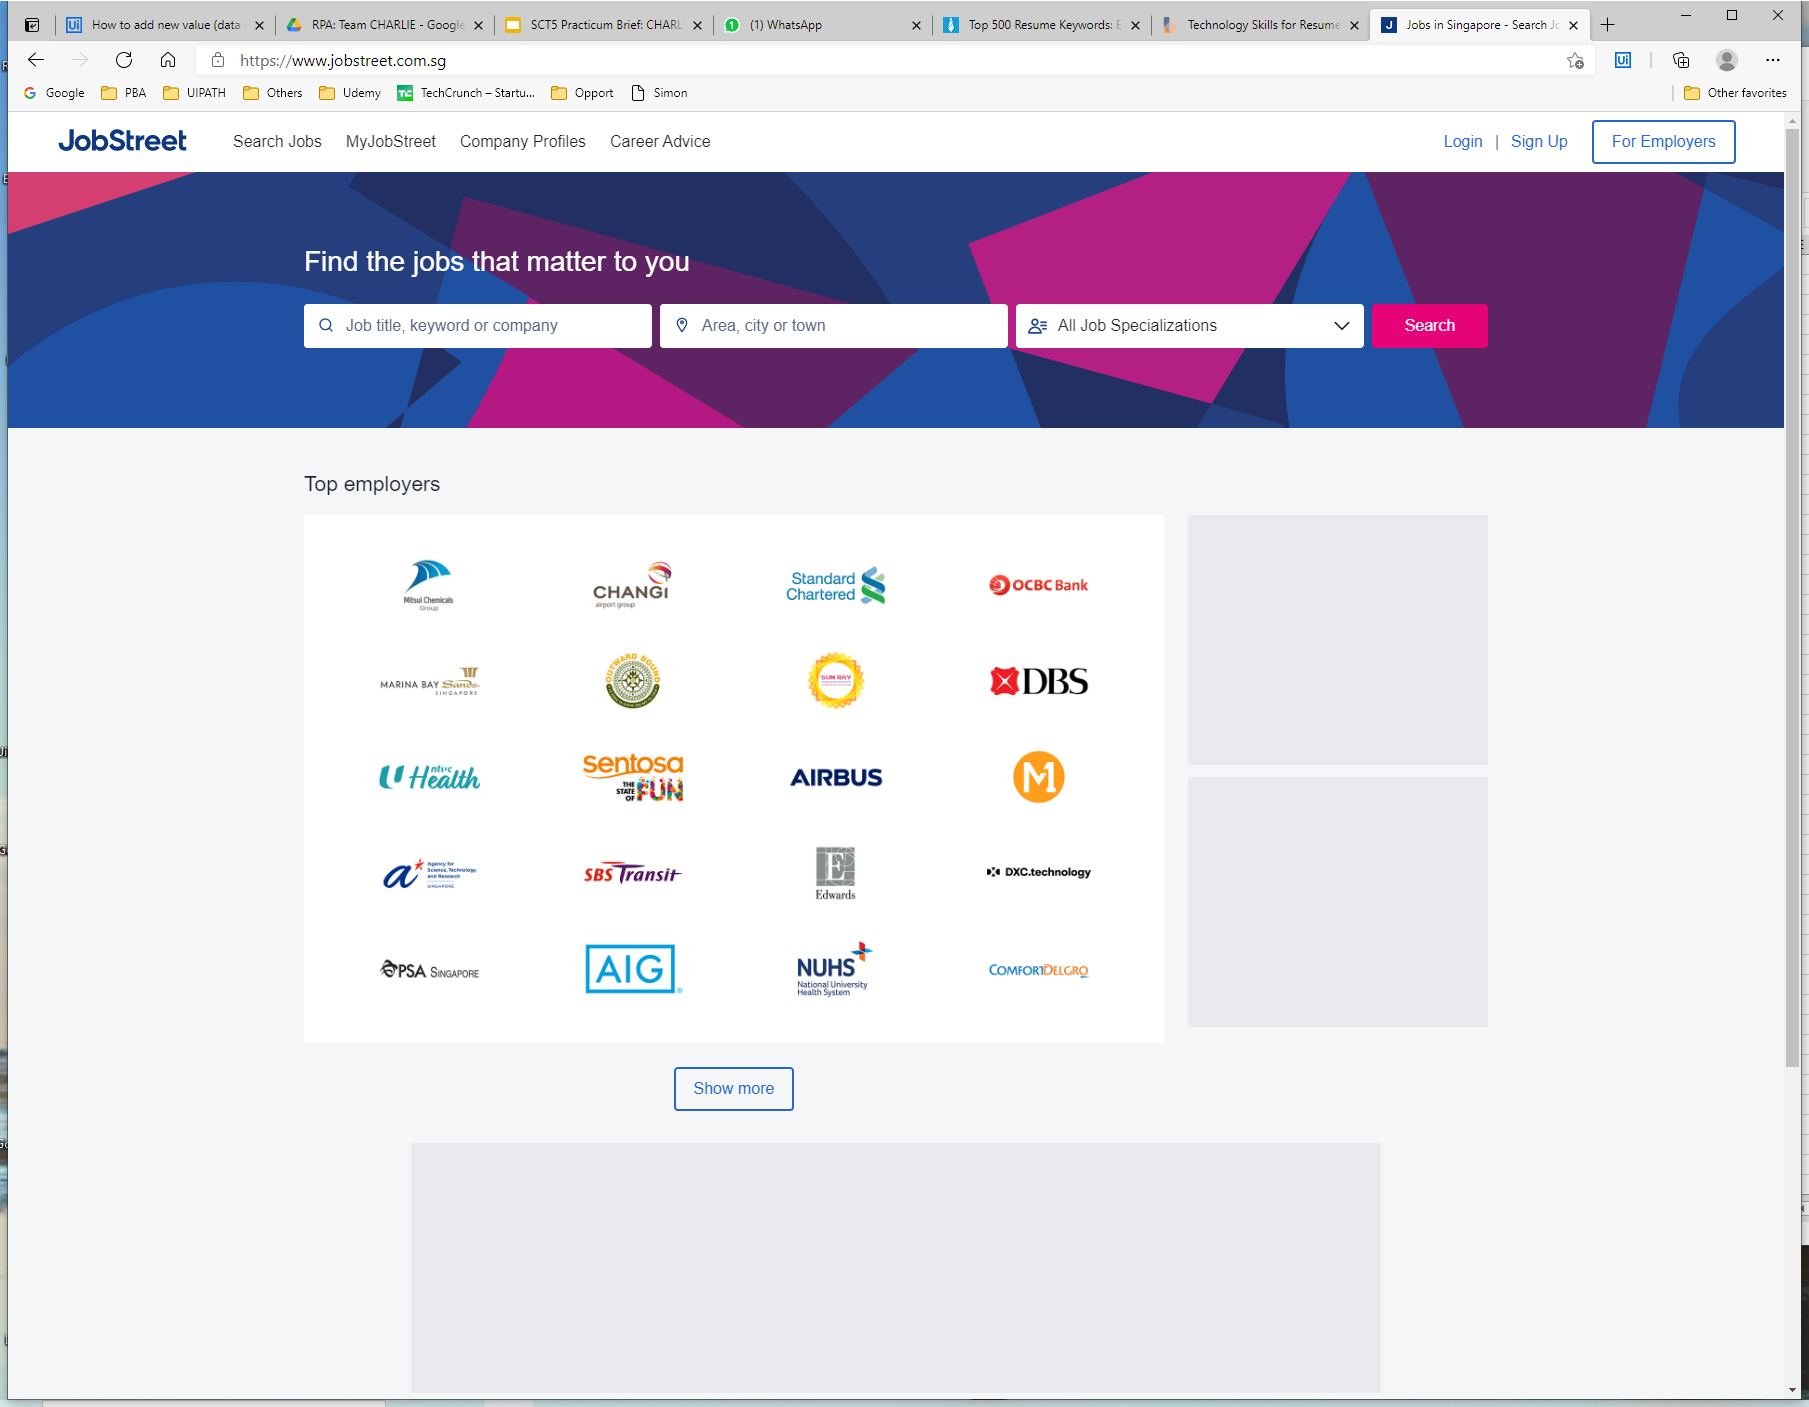 How to add new value (data
RPA: Team CHARLIE - Google
SCT5 Practicum Brief: CHARL
(1) WhatsApp
Top 500 Resume Keywords: E
Technology Skills for Resume
Jobs in Singapore - Search Jo
https://www.jobstreet.com.sg
Google
PBA
UIPATH
Others
Udemy
TechCrunch – Startu...
Opport
Simon
Other favorites
JobStreet
Search Jobs
MyJobStreet
Company Profiles
Career Advice
Login | Sign Up
For Employers
Find the jobs that matter to you
Job title, keyword or company
Area, city or town
All Job Specializations
Search
Top employers
Mitsui Chemicals
Group
CHANGI
airport group
Standard
Chartered
OCBC Bank
MARINA BAY Sands
SINGAPORE
OUTWARD BOUND
SUN RAY
DBS
U ntuc Health
Sentosa
THE STATE OF FUN
AIRBUS
M1
Agency for
Science, Technology
and Research
SINGAPORE
SBS Transit
E
Edwards
DXC.technology
PSA SINGAPORE
AIG
NUHS
National University
Health System
COMFORTDELGRO
Show more